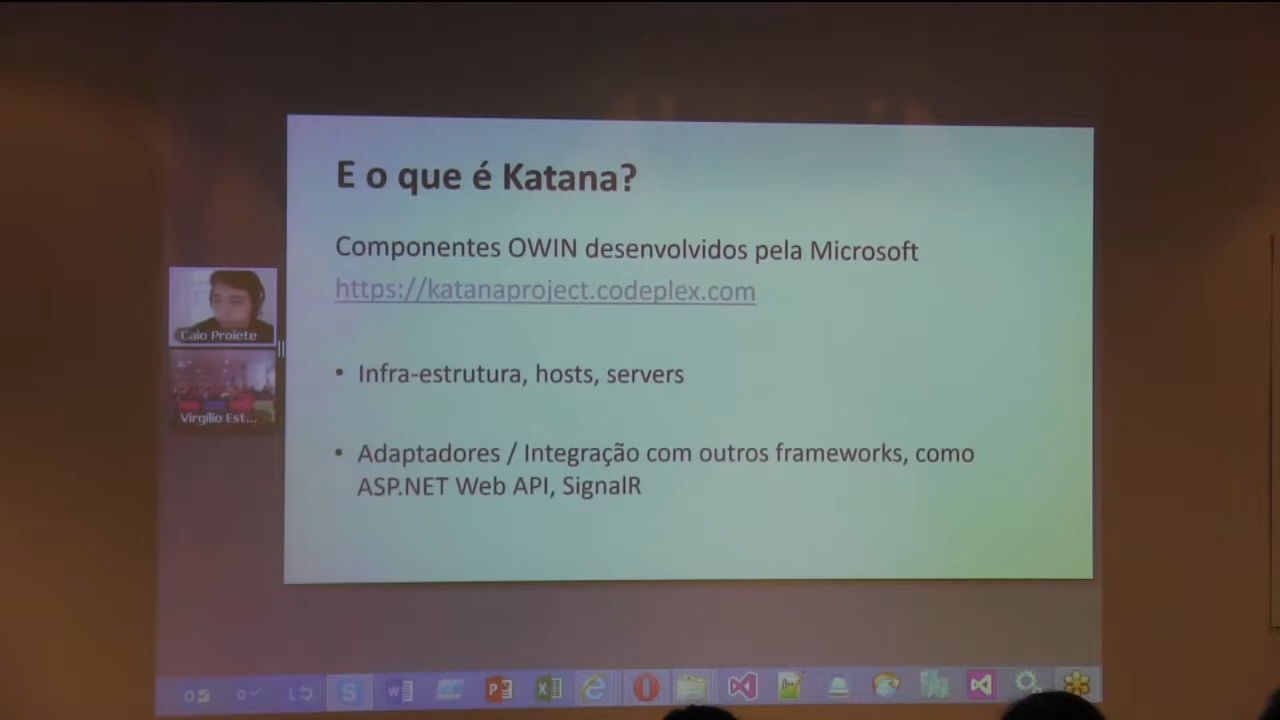 E o que é Katana?
Componentes OWIN desenvolvidos pela Microsoft
https://katanaproject.codeplex.com
• Infra-estrutura, hosts, servers
• Adaptadores / Integração com outros frameworks, como
ASP.NET Web API, SignalR
Caio Proiete
Virgílio Est...